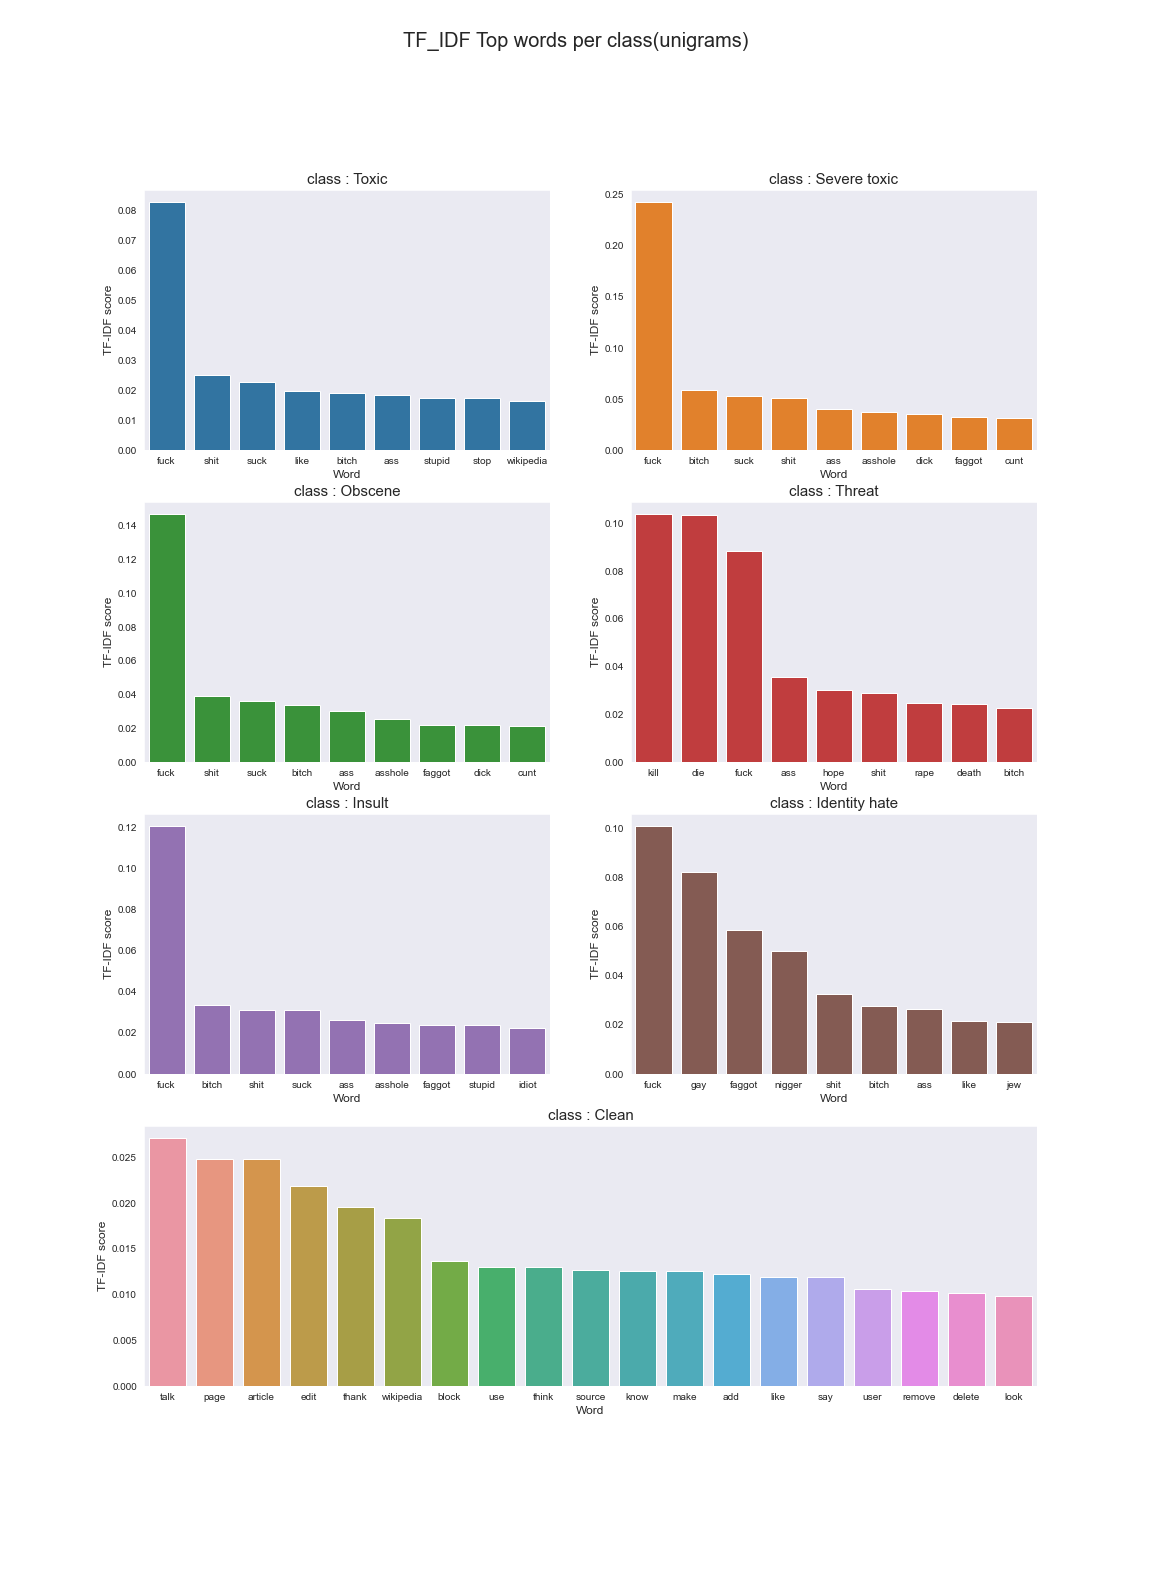 TF_IDF Top words per class(unigrams)
class : Toxic
TF-IDF score
0.08
0.07
0.06
0.05
0.04
0.03
0.02
0.01
0.00
fuck shit suck like bitch ass stupid stop wikipedia
Word
class : Severe toxic
TF-IDF score
0.25
0.20
0.15
0.10
0.05
0.00
fuck bitch suck shit ass asshole dick faggot cunt
Word
class : Obscene
TF-IDF score
0.14
0.12
0.10
0.08
0.06
0.04
0.02
0.00
fuck shit suck bitch ass asshole faggot dick cunt
Word
class : Threat
TF-IDF score
0.10
0.08
0.06
0.04
0.02
0.00
kill die fuck ass hope shit rape death bitch
Word
class : Insult
TF-IDF score
0.12
0.10
0.08
0.06
0.04
0.02
0.00
fuck bitch shit suck ass asshole faggot stupid idiot
Word
class : Identity hate
TF-IDF score
0.10
0.08
0.06
0.04
0.02
0.00
fuck gay faggot nigger shit bitch ass like jew
Word
class : Clean
TF-IDF score
0.025
0.020
0.015
0.010
0.005
0.000
talk page article edit thank wikipedia block use think source know make add like say user remove delete look
Word